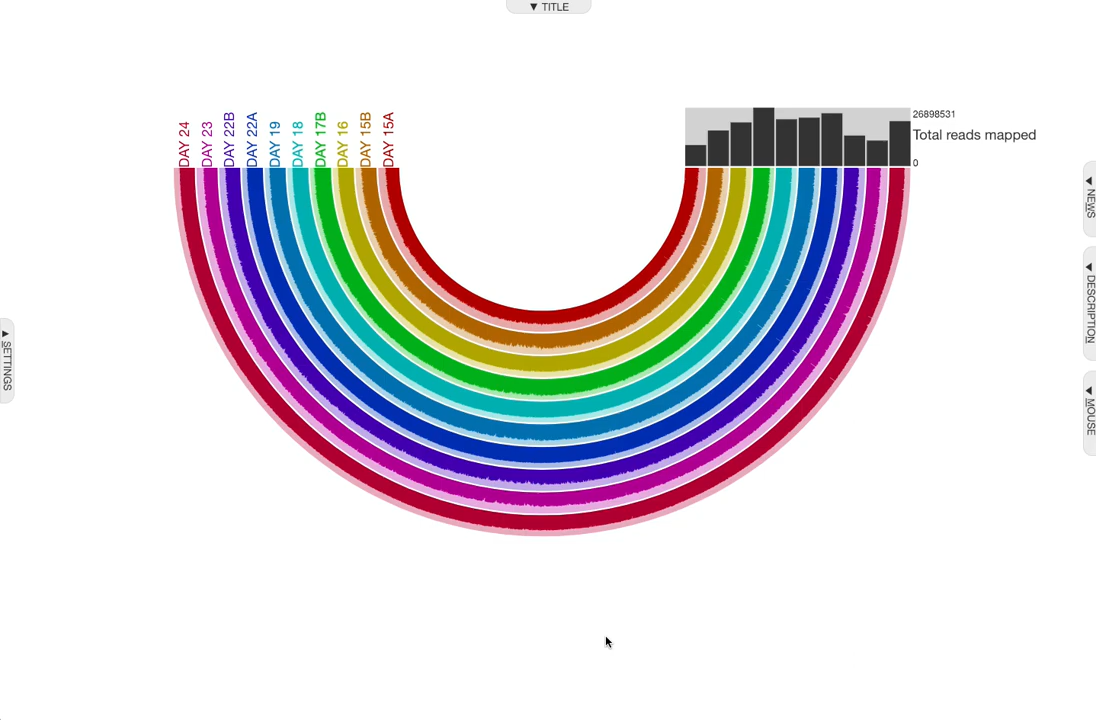 ▼ TITLE
DAY 24
DAY 23
DAY 22B
DAY 22A
DAY 19
DAY 18
DAY 17B
DAY 16
DAY 15B
DAY 15A
26898531
Total reads mapped
0
▼ NEWS
▼ DESCRIPTION
▼ MOUSE
▲ SETTINGS